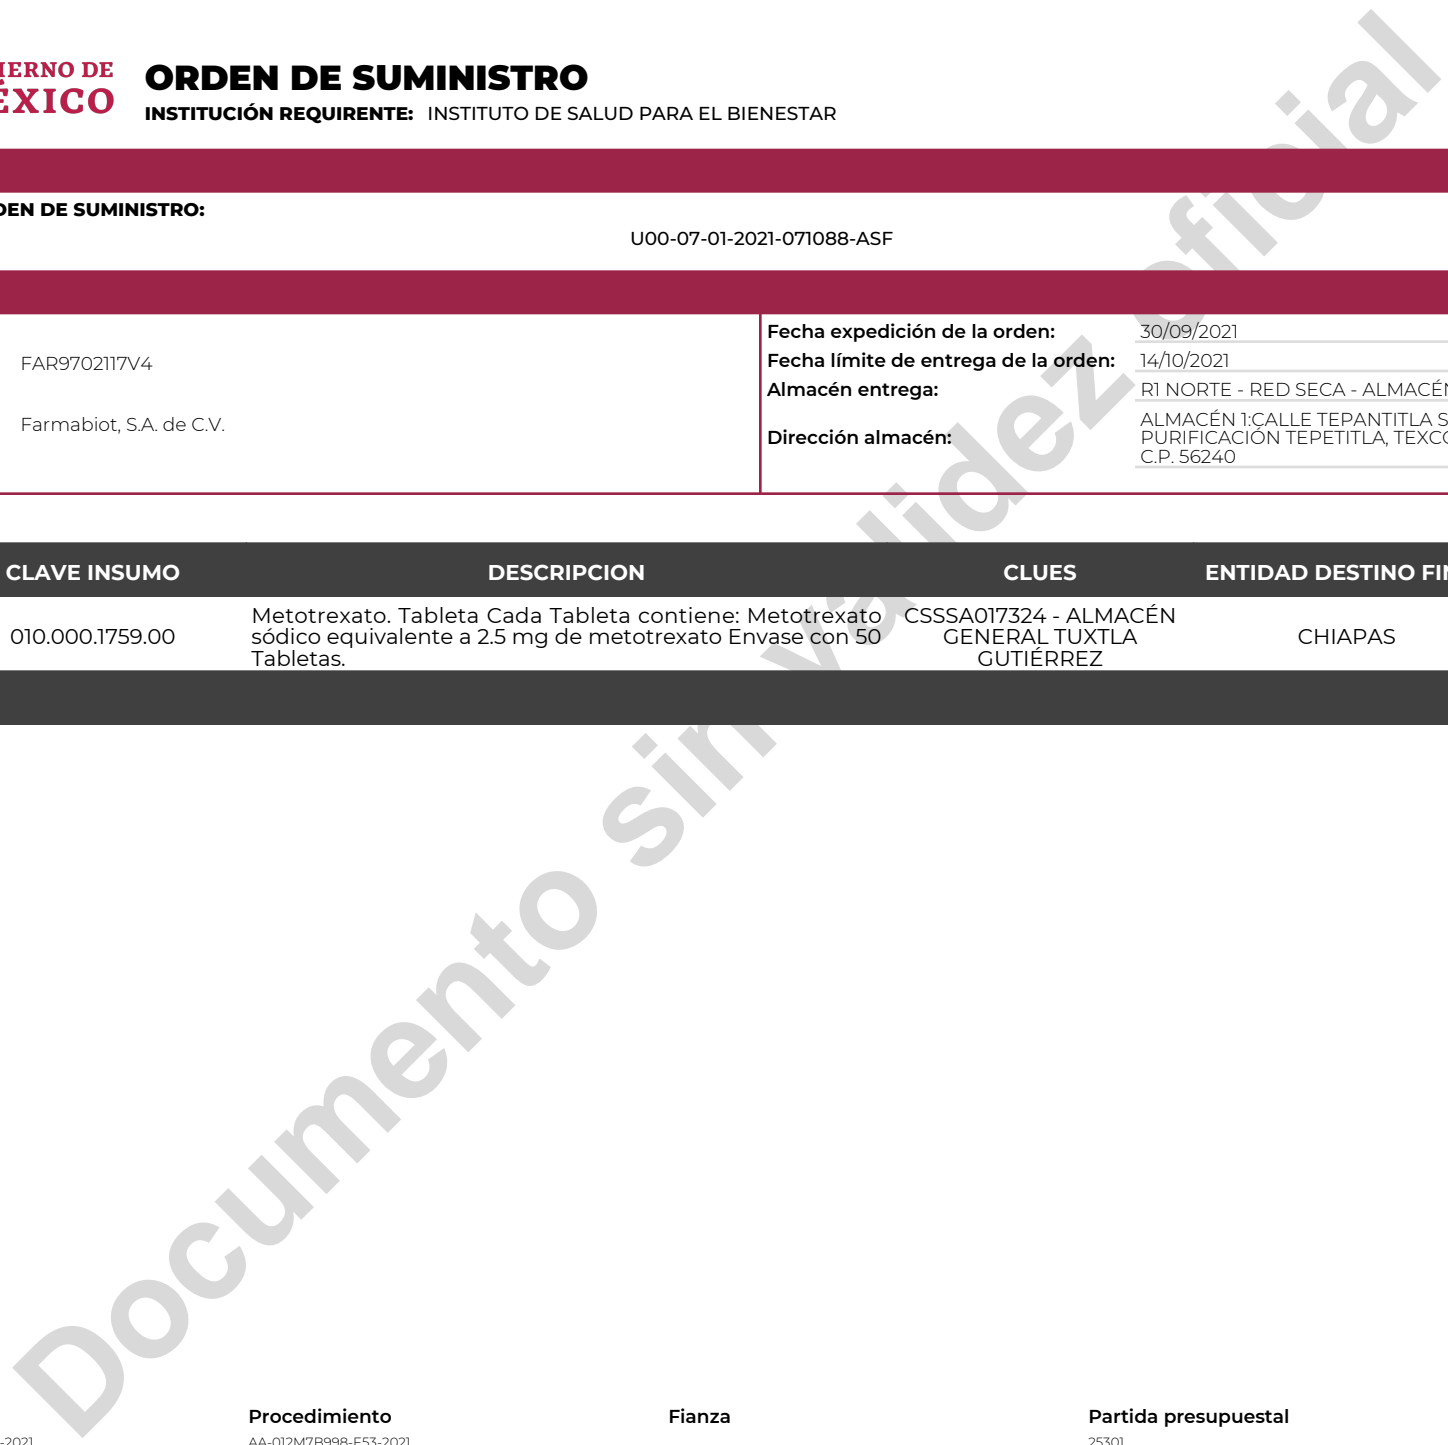 ORDEN DE SUMINISTRO
INSTITUCIÓN REQUIRENTE: INSTITUTO DE SALUD PARA EL BIENESTAR
DE SUMINISTRO:
U00-07-01-2021-071088-ASF
FAR9702117V4
Farmabiot, S.A. de C.V.
Fecha expedición de la orden: 30/09/2021
Fecha límite de entrega de la orden: 14/10/2021
Almacén entrega: R1 NORTE - RED SECA - ALMACÉN
Dirección almacén:
ALMACÉN 1:CALLE TEPANTITLA S
PURIFICACIÓN TEPETITLA, TEXCO
C.P. 56240
CLAVE INSUMO DESCRIPCION CLUES ENTIDAD DESTINO FIN
010.000.1759.00
Metotrexato. Tableta Cada Tableta contiene: Metotrexato
sódico equivalente a 2.5 mg de metotrexato Envase con 50
Tabletas.
CSSSA017324 - ALMACÉN
GENERAL TUXTLA
GUTIÉRREZ
CHIAPAS
Documento sin validez oficial
Procedimiento Fianza Partida presupuestal
-2021 AA-012M7B998-E53-2021 25301